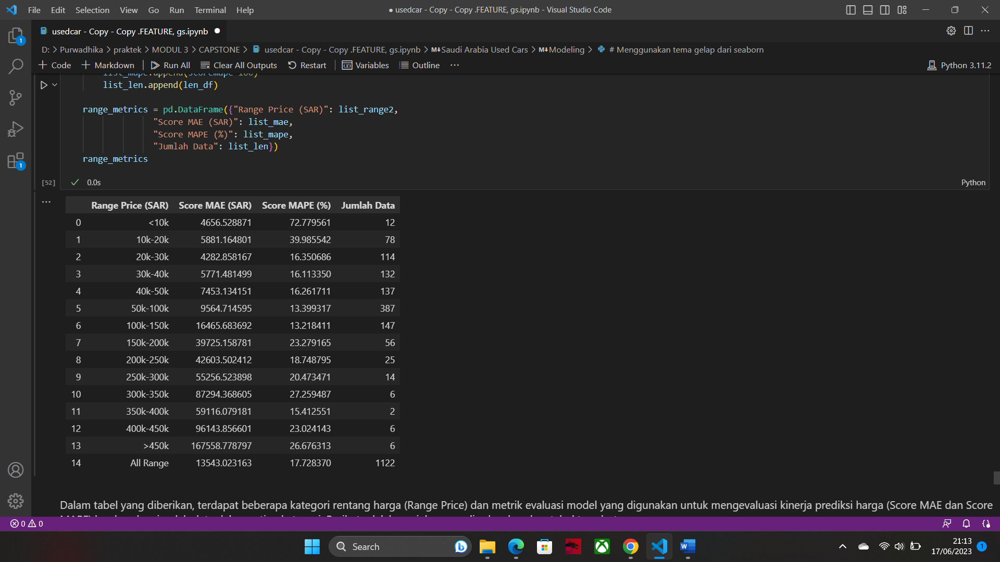 File Edit Selection View Go Run Terminal Help
● usedcar - Copy - Copy .FEATURE, gs.ipynb - Visual Studio Code
usedcar - Copy - Copy .FEATURE, gs.ipynb ●
D: > Purwadhika > praktek > MODUL 3 > CAPSTONE > usedcar - Copy - Copy .FEATURE, gs.ipynb > M↓Saudi Arabia Used Cars > M↓Modeling > # Menggunakan tema gelap dari seaborn
+ Code + Markdown | Run All Clear All Outputs Restart | Variables Outline ... Python 3.11.2
list_len.append(len_df)
range_metrics = pd.DataFrame({"Range Price (SAR)": list_range2,
"Score MAE (SAR)": list_mae,
"Score MAPE (%)": list_mape,
"Jumlah Data": list_len})
range_metrics
[52] ✓ 0.0s Python
Range Price (SAR) Score MAE (SAR) Score MAPE (%) Jumlah Data
0 <10k 4656.528871 72.779561 12
1 10k-20k 5881.164801 39.985542 78
2 20k-30k 4282.858167 16.350686 114
3 30k-40k 5771.481499 16.113350 132
4 40k-50k 7453.134151 16.261711 137
5 50k-100k 9564.714595 13.399317 387
6 100k-150k 16465.683692 13.218411 147
7 150k-200k 39725.158781 23.279165 56
8 200k-250k 42603.502412 18.748795 25
9 250k-300k 55256.523898 20.473471 14
10 300k-350k 87294.368605 27.259487 6
11 350k-400k 59116.079181 15.412551 2
12 400k-450k 96143.856601 23.024143 6
13 >450k 167558.778797 26.676313 6
14 All Range 13543.023163 17.728370 1122
Dalam tabel yang diberikan, terdapat beberapa kategori rentang harga (Range Price) dan metrik evaluasi model yang digunakan untuk mengevaluasi kinerja prediksi harga (Score MAE dan Score
0 0
Search
21:13
17/06/2023
1
1
1